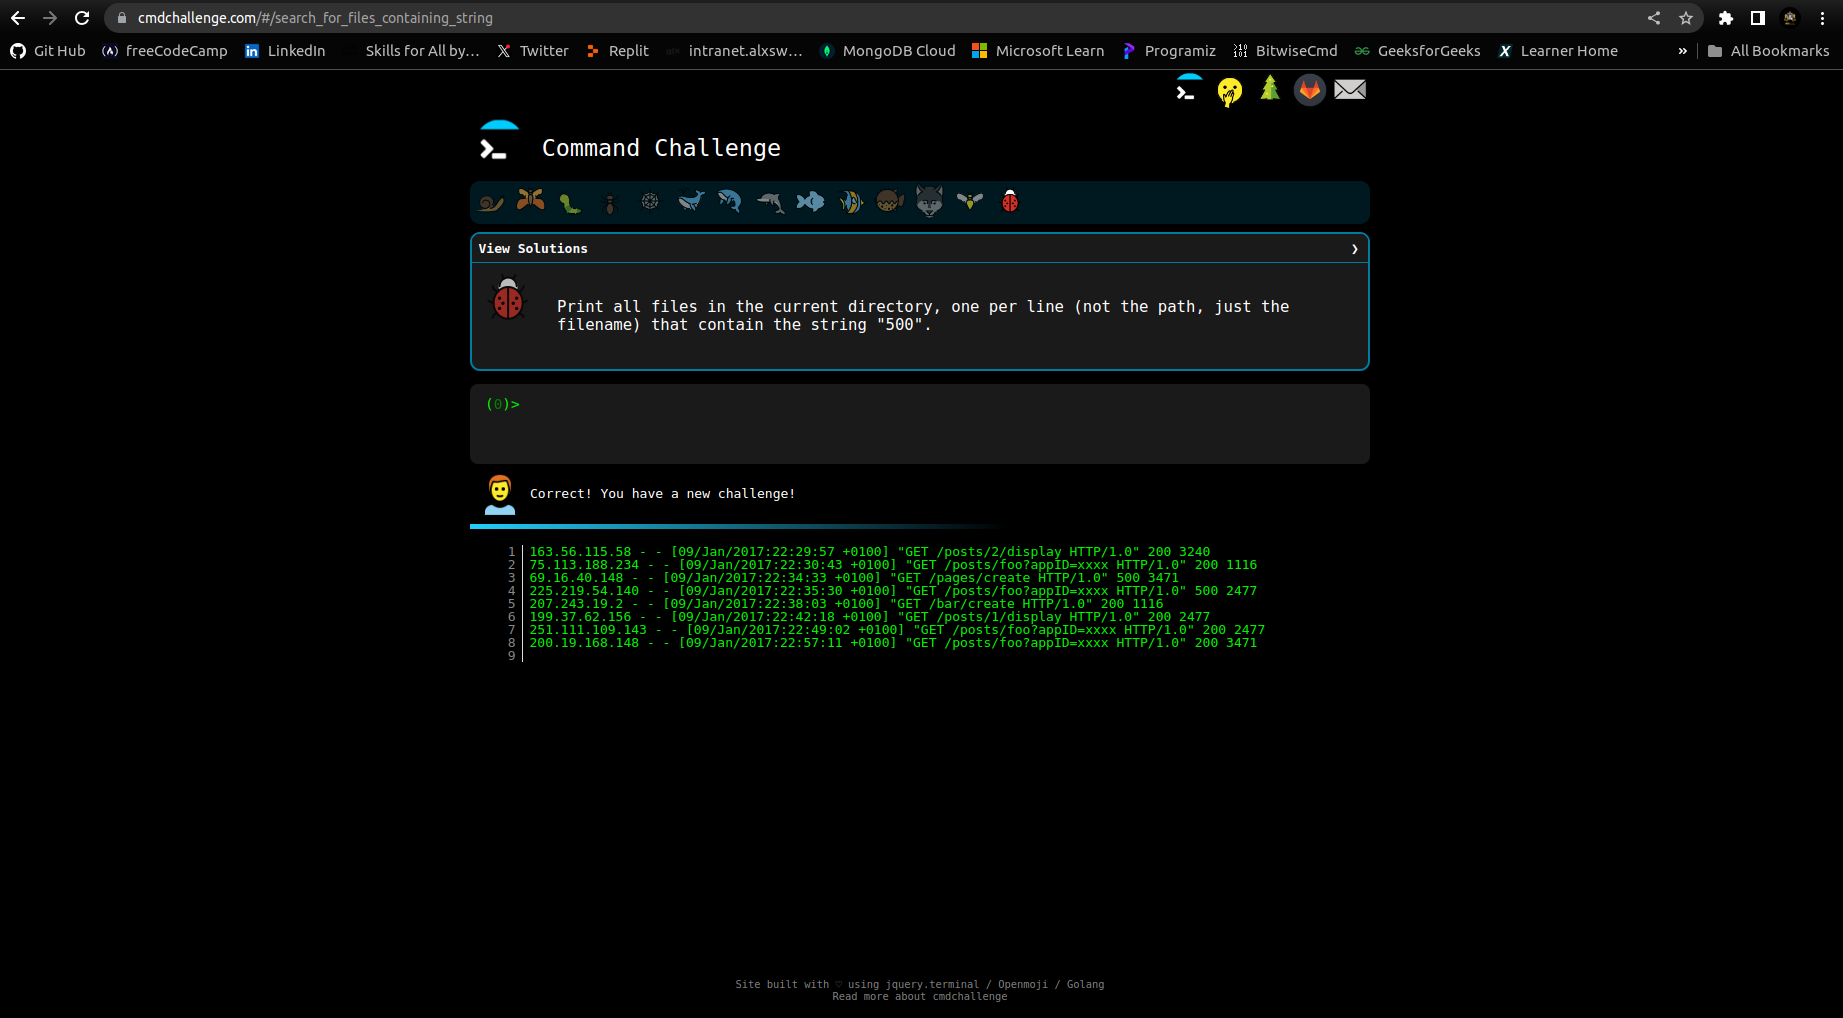 cmdchallenge.com/#/search_for_files_containing_string
Git Hub freeCodeCamp LinkedIn Skills for All by… Twitter Replit intranet.alxsw… MongoDB Cloud Microsoft Learn Programiz BitwiseCmd GeeksforGeeks Learner Home » All Bookmarks
Command Challenge
View Solutions ❯
Print all files in the current directory, one per line (not the path, just the
filename) that contain the string "500".
(0)>
Correct! You have a new challenge!
1 163.56.115.58 - - [09/Jan/2017:22:29:57 +0100] "GET /posts/2/display HTTP/1.0" 200 3240
2 75.113.188.234 - - [09/Jan/2017:22:30:43 +0100] "GET /posts/foo?appID=xxxx HTTP/1.0" 200 1116
3 69.16.40.148 - - [09/Jan/2017:22:34:33 +0100] "GET /pages/create HTTP/1.0" 500 3471
4 225.219.54.140 - - [09/Jan/2017:22:35:30 +0100] "GET /posts/foo?appID=xxxx HTTP/1.0" 500 2477
5 207.243.19.2 - - [09/Jan/2017:22:38:03 +0100] "GET /bar/create HTTP/1.0" 200 1116
6 199.37.62.156 - - [09/Jan/2017:22:42:18 +0100] "GET /posts/1/display HTTP/1.0" 200 2477
7 251.111.109.143 - - [09/Jan/2017:22:49:02 +0100] "GET /posts/foo?appID=xxxx HTTP/1.0" 200 2477
8 200.19.168.148 - - [09/Jan/2017:22:57:11 +0100] "GET /posts/foo?appID=xxxx HTTP/1.0" 200 3471
9
Site built with ♡ using jquery.terminal / Openmoji / Golang
Read more about cmdchallenge